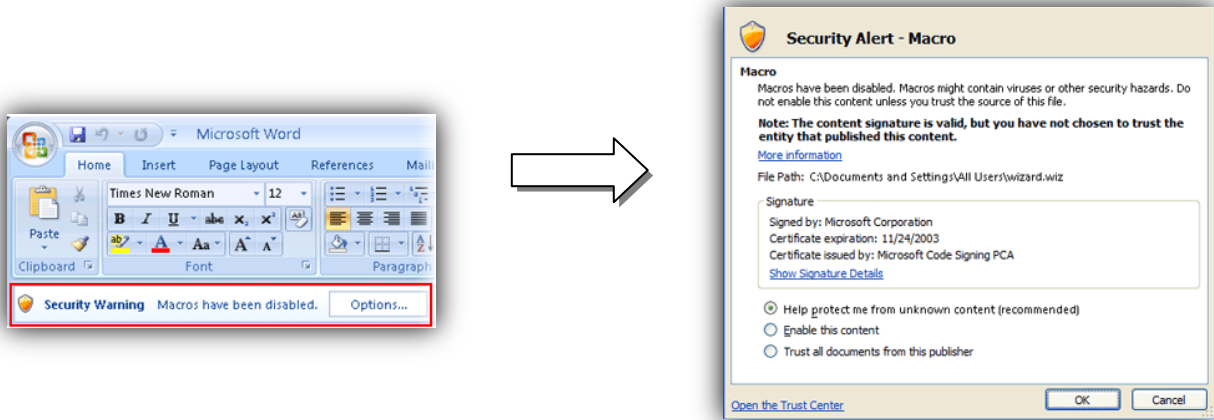 Microsoft Word
Home Insert Page Layout References Maili
Times New Roman 12
Paste
B I U abc x₂ x² Aa
ab A Aa A A
Clipboard Font Paragraph
Security Warning Macros have been disabled. Options...
Security Alert - Macro
Macro
Macros have been disabled. Macros might contain viruses or other security hazards. Do
not enable this content unless you trust the source of this file.
Note: The content signature is valid, but you have not chosen to trust the
entity that published this content.
More information
File Path: C:\Documents and Settings\All Users\wizard.wiz
Signature
Signed by: Microsoft Corporation
Certificate expiration: 11/24/2003
Certificate issued by: Microsoft Code Signing PCA
Show Signature Details
Help protect me from unknown content (recommended)
Enable this content
Trust all documents from this publisher
Open the Trust Center OK Cancel